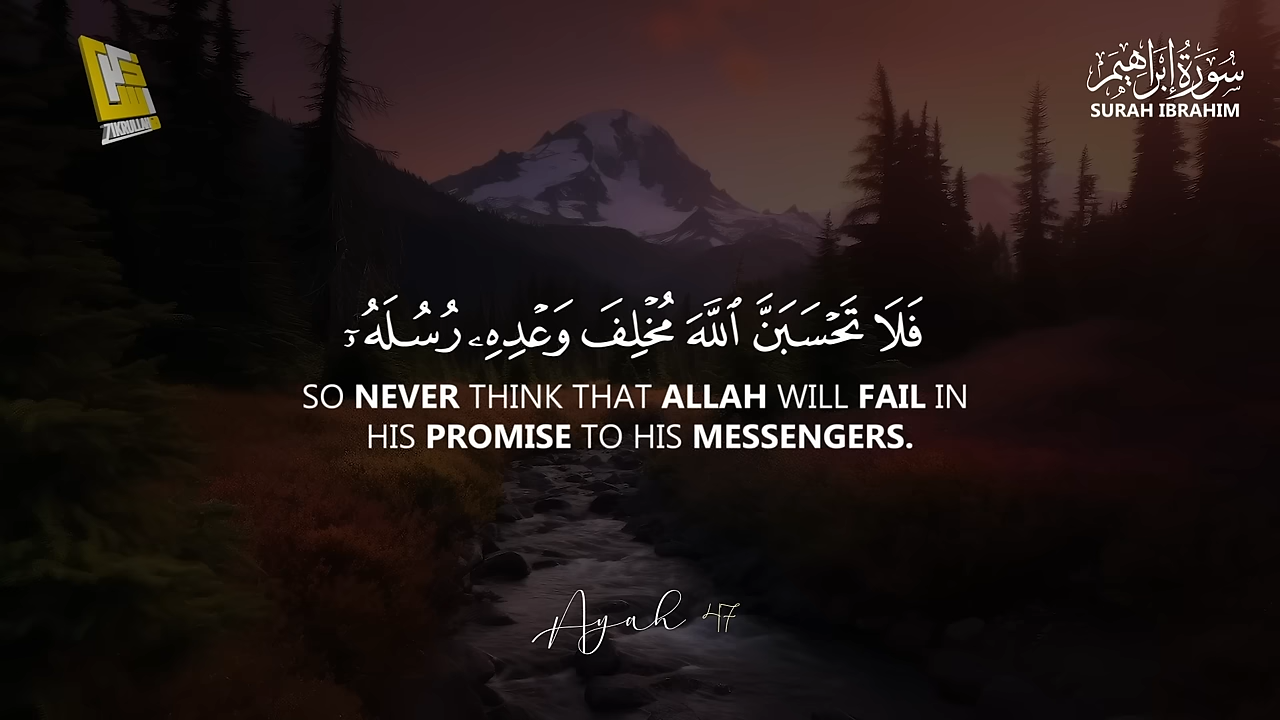 ZIKRULLAH
سُورَةُ إِبْرَاهِيم
SURAH IBRAHIM
فَلَا تَحْسَبَنَّ ٱللَّهَ مُخْلِفَ وَعْدِهِۦ رُسُلَهُۥٓ
SO NEVER THINK THAT ALLAH WILL FAIL IN
HIS PROMISE TO HIS MESSENGERS.
Ayah 47